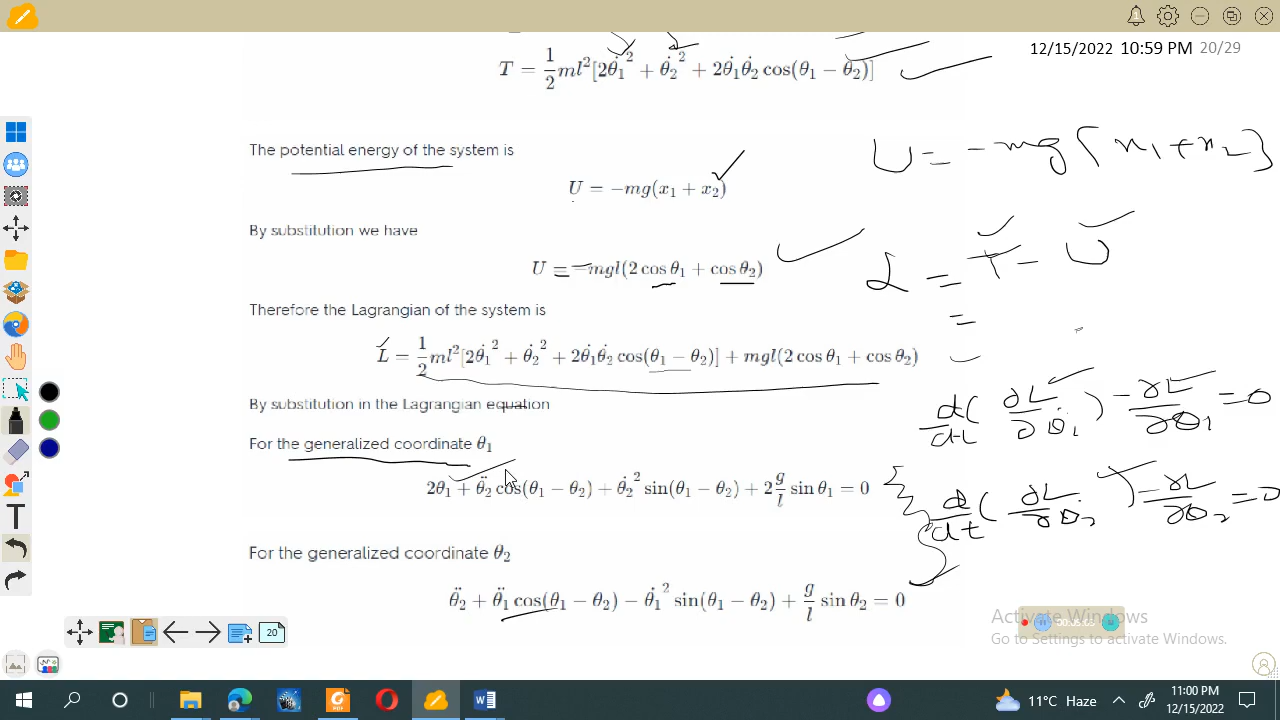 12/15/2022 10:59 PM 20/29
T = 1/2 ml²[2θ̇₁² + θ̇₂² + 2θ̇₁θ̇₂ cos(θ₁ − θ₂)]
The potential energy of the system is
U = −mg{x₁+x₂}
U = −mg(x₁ + x₂)
By substitution we have
U = −mgl(2 cos θ₁ + cos θ₂)
L = T − U
=
Therefore the Lagrangian of the system is
L = 1/2 ml²[2θ̇₁² + θ̇₂² + 2θ̇₁θ̇₂ cos(θ₁ − θ₂)] + mgl(2 cos θ₁ + cos θ₂)
By substitution in the Lagrangian equation
d/dt(∂L/∂θ̇₁) − ∂L/∂θ₁ = 0
For the generalized coordinate θ₁
2θ̈₁ + θ̈₂ cos(θ₁ − θ₂) + θ̇₂² sin(θ₁ − θ₂) + 2 g/l sin θ₁ = 0
d/dt(∂L/∂θ̇₂) − ∂L/∂θ₂ = 0
For the generalized coordinate θ₂
θ̈₂ + θ̈₁ cos(θ₁ − θ₂) − θ̇₁² sin(θ₁ − θ₂) + g/l sin θ₂ = 0
Activate Windows
Go to Settings to activate Windows.
20
11°C Haze
11:00 PM
12/15/2022